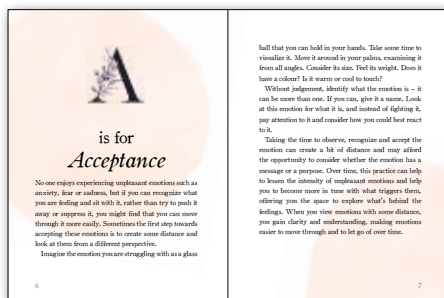 A
is for
Acceptance
No one enjoys experiencing unpleasant emotions such as
anxiety, fear or sadness, but if you can recognize what
you are feeling and sit with it, rather than try to push it
away or suppress it, you might find that you can move
through it more easily. Sometimes the first step towards
accepting these emotions is to create some distance and
look at them from a different perspective.
Imagine the emotion you are struggling with as a glass
6
ball that you can hold in your hands. Take some time to
visualize it. Move it around in your palms, examining it
from all angles. Consider its size. Feel its weight. Does it
have a colour? Is it warm or cool to touch?
Without judgement, identify what the emotion is – it
can be more than one. If you can, give it a name. Look
at this emotion for what it is, and instead of fighting it,
pay attention to it and consider how you could best react
to it.
Taking the time to observe, recognize and accept the
emotion can create a bit of distance and may afford
the opportunity to consider whether the emotion has a
message or a purpose. Over time, this practice can help
to lessen the intensity of unpleasant emotions and help
you to become more in tune with what triggers them,
offering you the space to explore what's behind the
feelings. When you view emotions with some distance,
you gain clarity and understanding, making emotions
easier to move through and to let go of over time.
7